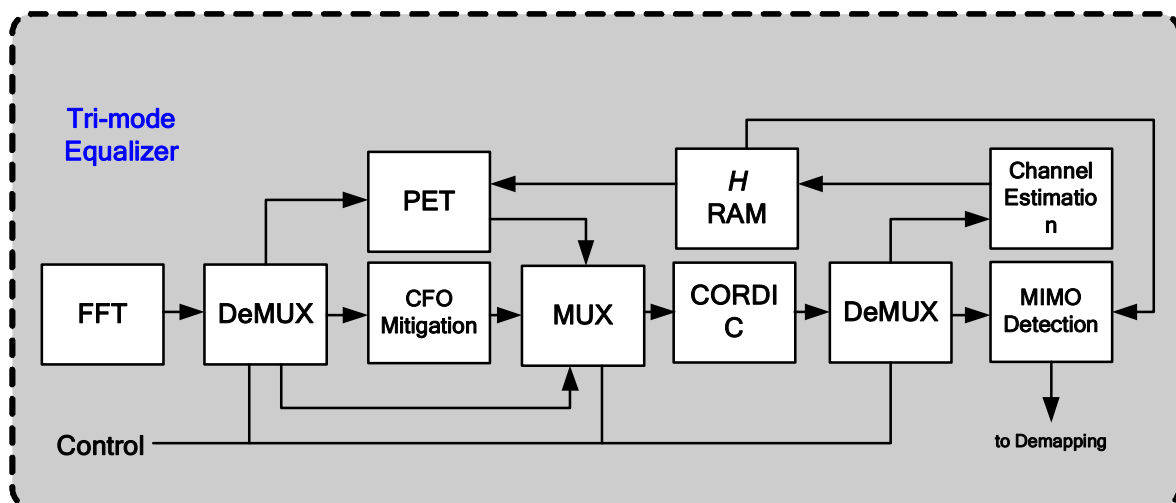 Tri-mode
Equalizer
PET
H
RAM
Channel
Estimatio
n
FFT
DeMUX
CFO
Mitigation
MUX
CORDI
C
DeMUX
MIMO
Detection
Control
to Demapping